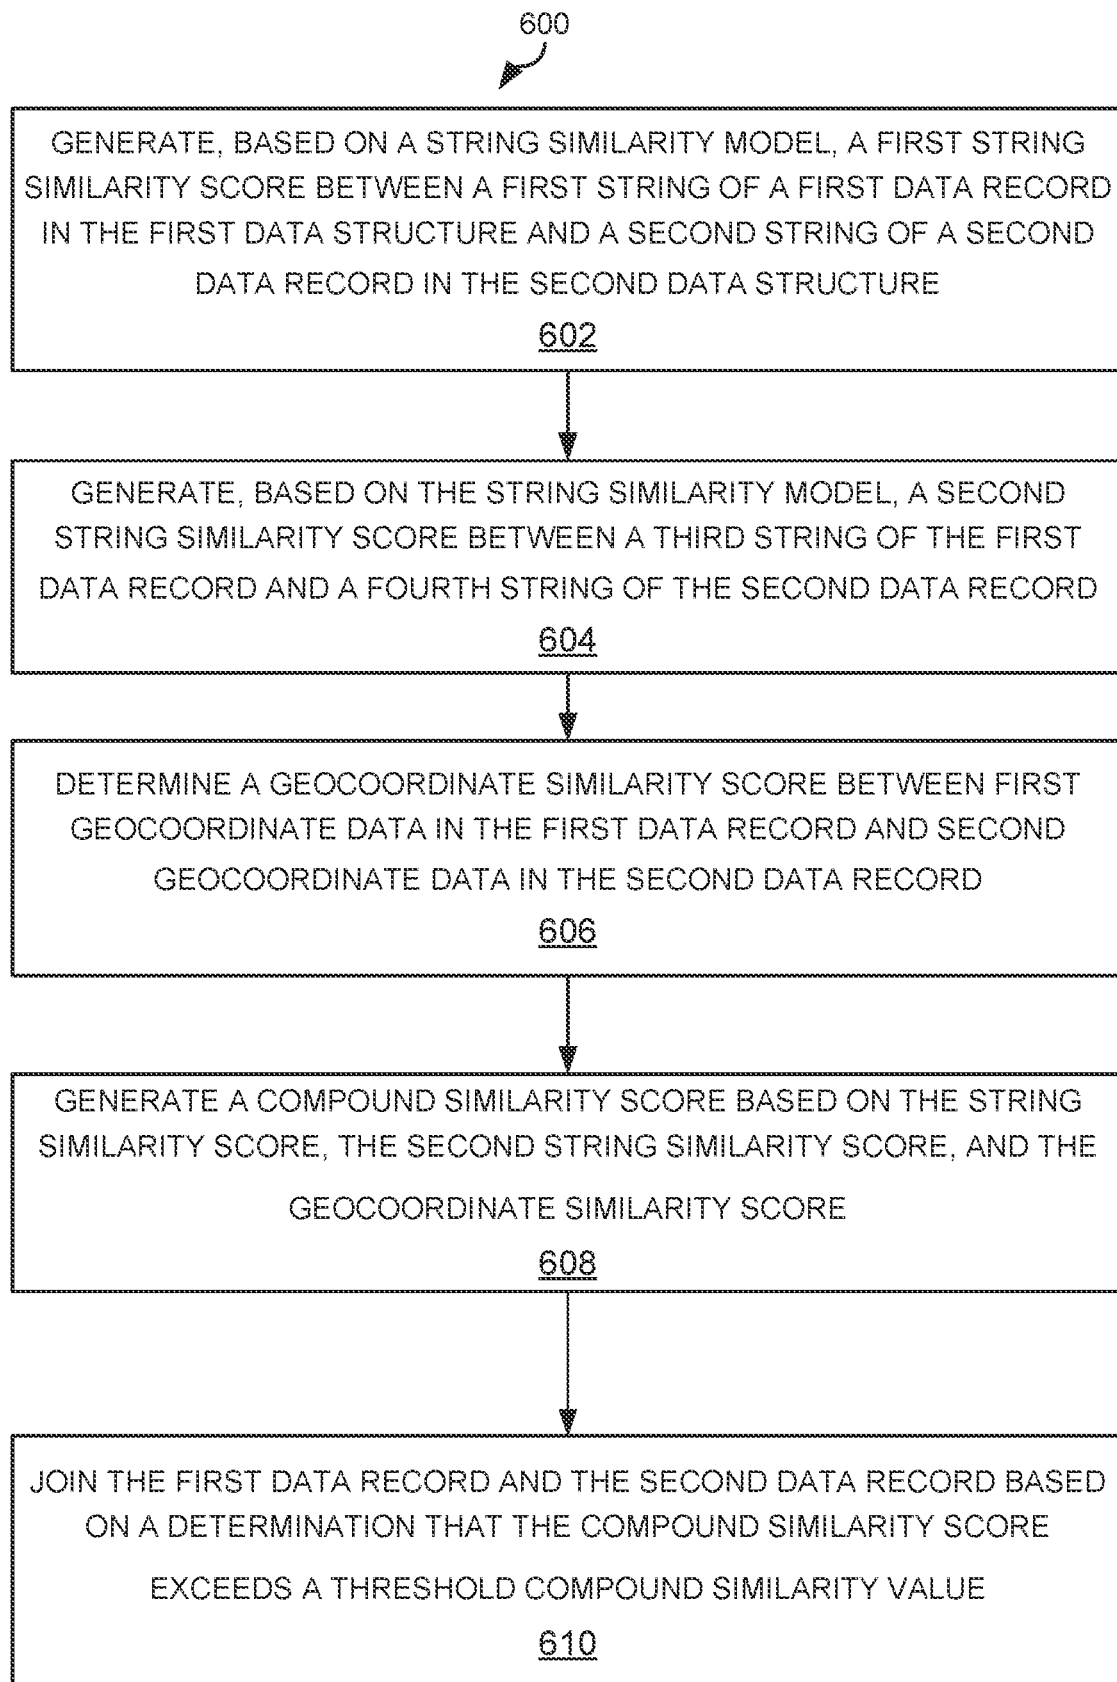 600
GENERATE, BASED ON A STRING SIMILARITY MODEL, A FIRST STRING
SIMILARITY SCORE BETWEEN A FIRST STRING OF A FIRST DATA RECORD
IN THE FIRST DATA STRUCTURE AND A SECOND STRING OF A SECOND
DATA RECORD IN THE SECOND DATA STRUCTURE
602
GENERATE, BASED ON THE STRING SIMILARITY MODEL, A SECOND
STRING SIMILARITY SCORE BETWEEN A THIRD STRING OF THE FIRST
DATA RECORD AND A FOURTH STRING OF THE SECOND DATA RECORD
604
DETERMINE A GEOCOORDINATE SIMILARITY SCORE BETWEEN FIRST
GEOCOORDINATE DATA IN THE FIRST DATA RECORD AND SECOND
GEOCOORDINATE DATA IN THE SECOND DATA RECORD
606
GENERATE A COMPOUND SIMILARITY SCORE BASED ON THE STRING
SIMILARITY SCORE, THE SECOND STRING SIMILARITY SCORE, AND THE
GEOCOORDINATE SIMILARITY SCORE
608
JOIN THE FIRST DATA RECORD AND THE SECOND DATA RECORD BASED
ON A DETERMINATION THAT THE COMPOUND SIMILARITY SCORE
EXCEEDS A THRESHOLD COMPOUND SIMILARITY VALUE
610